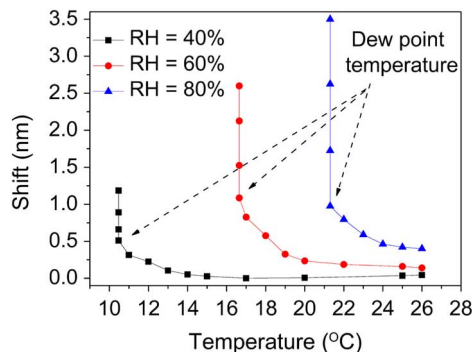 3.5
3.0
2.5
2.0
1.5
1.0
0.5
0.0
Shift (nm)
RH = 40%
RH = 60%
RH = 80%
Dew point
temperature
10 12 14 16 18 20 22 24 26 28
Temperature (ᴼC)